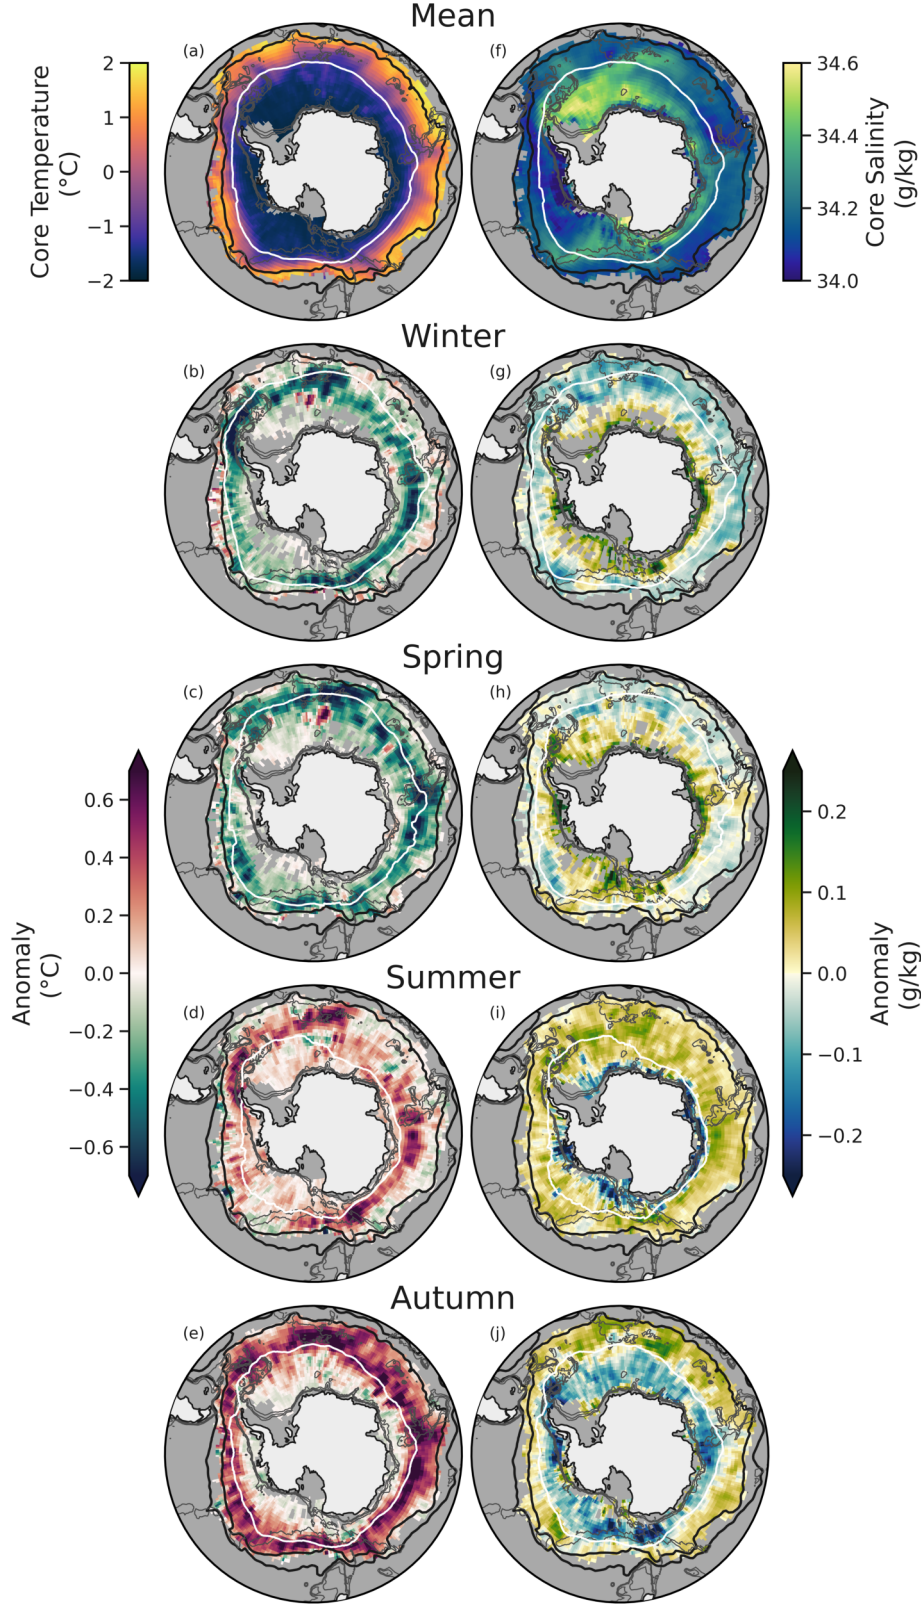 Mean
(a)
(f)
Core Temperature
(°C)
2
1
0
−1
−2
34.6
34.4
34.2
34.0
Core Salinity
(g/kg)
Winter
(b)
(g)
Spring
(c)
(h)
Anomaly
(°C)
0.6
0.4
0.2
0.0
−0.2
−0.4
−0.6
0.2
0.1
0.0
−0.1
−0.2
Anomaly
(g/kg)
Summer
(d)
(i)
Autumn
(e)
(j)